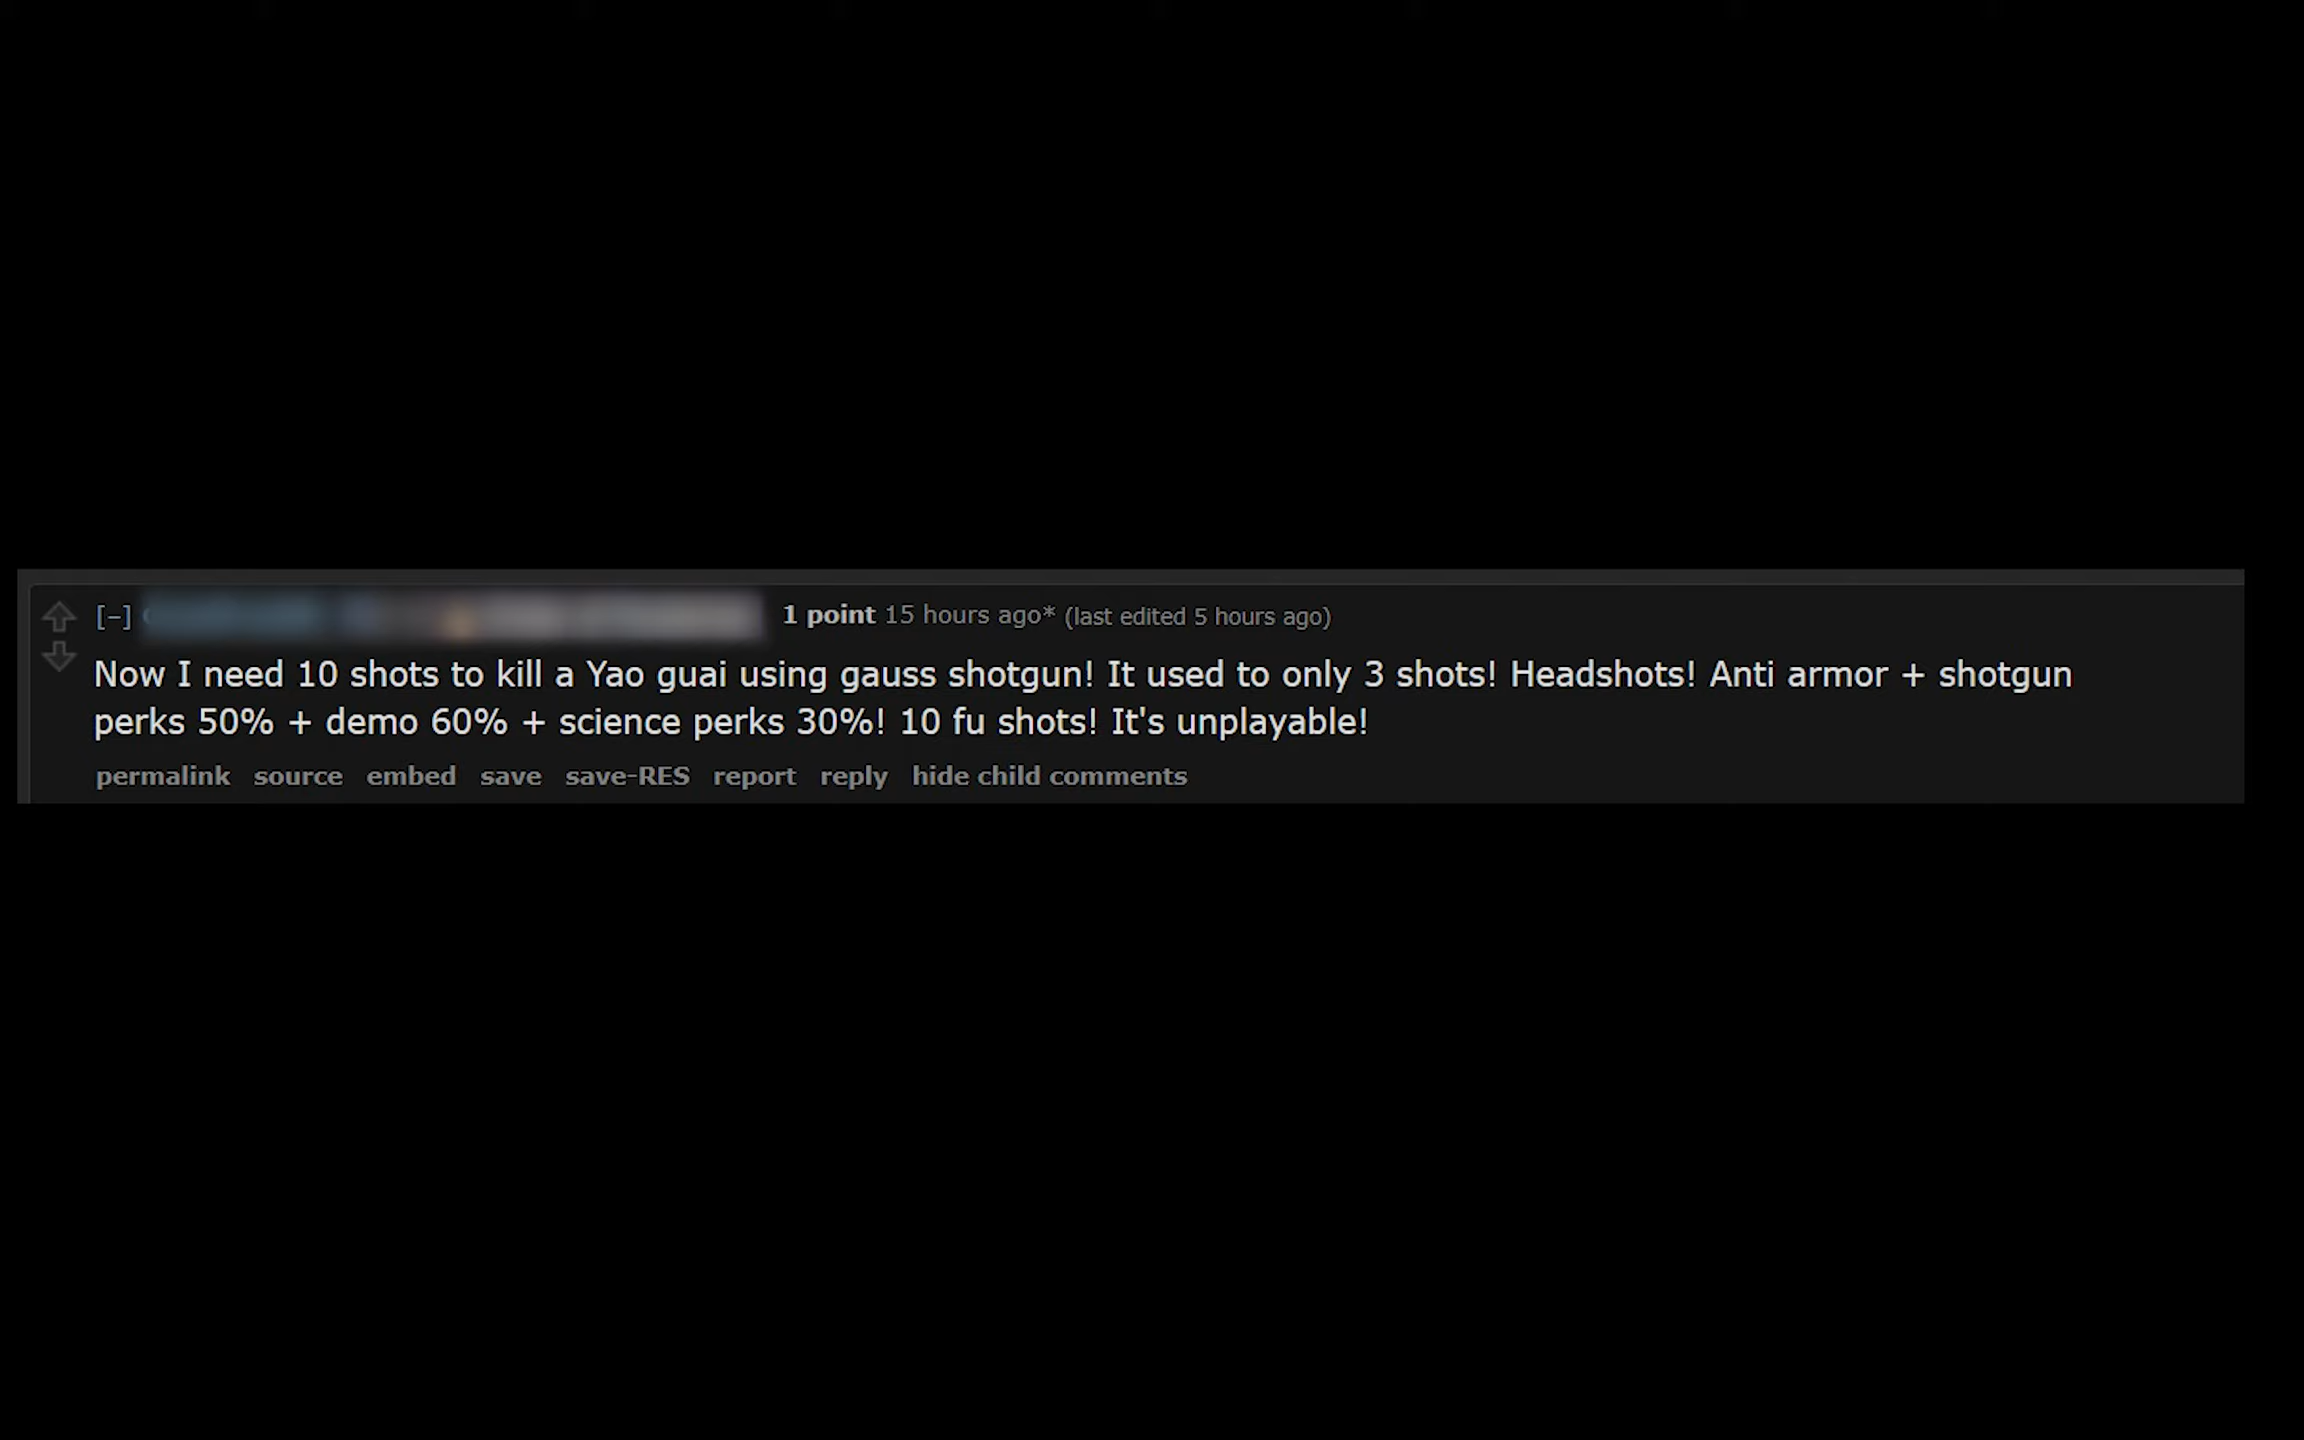 [–] 1 point 15 hours ago* (last edited 5 hours ago)
Now I need 10 shots to kill a Yao guai using gauss shotgun! It used to only 3 shots! Headshots! Anti armor + shotgun
perks 50% + demo 60% + science perks 30%! 10 fu shots! It's unplayable!
permalink source embed save save-RES report reply hide child comments